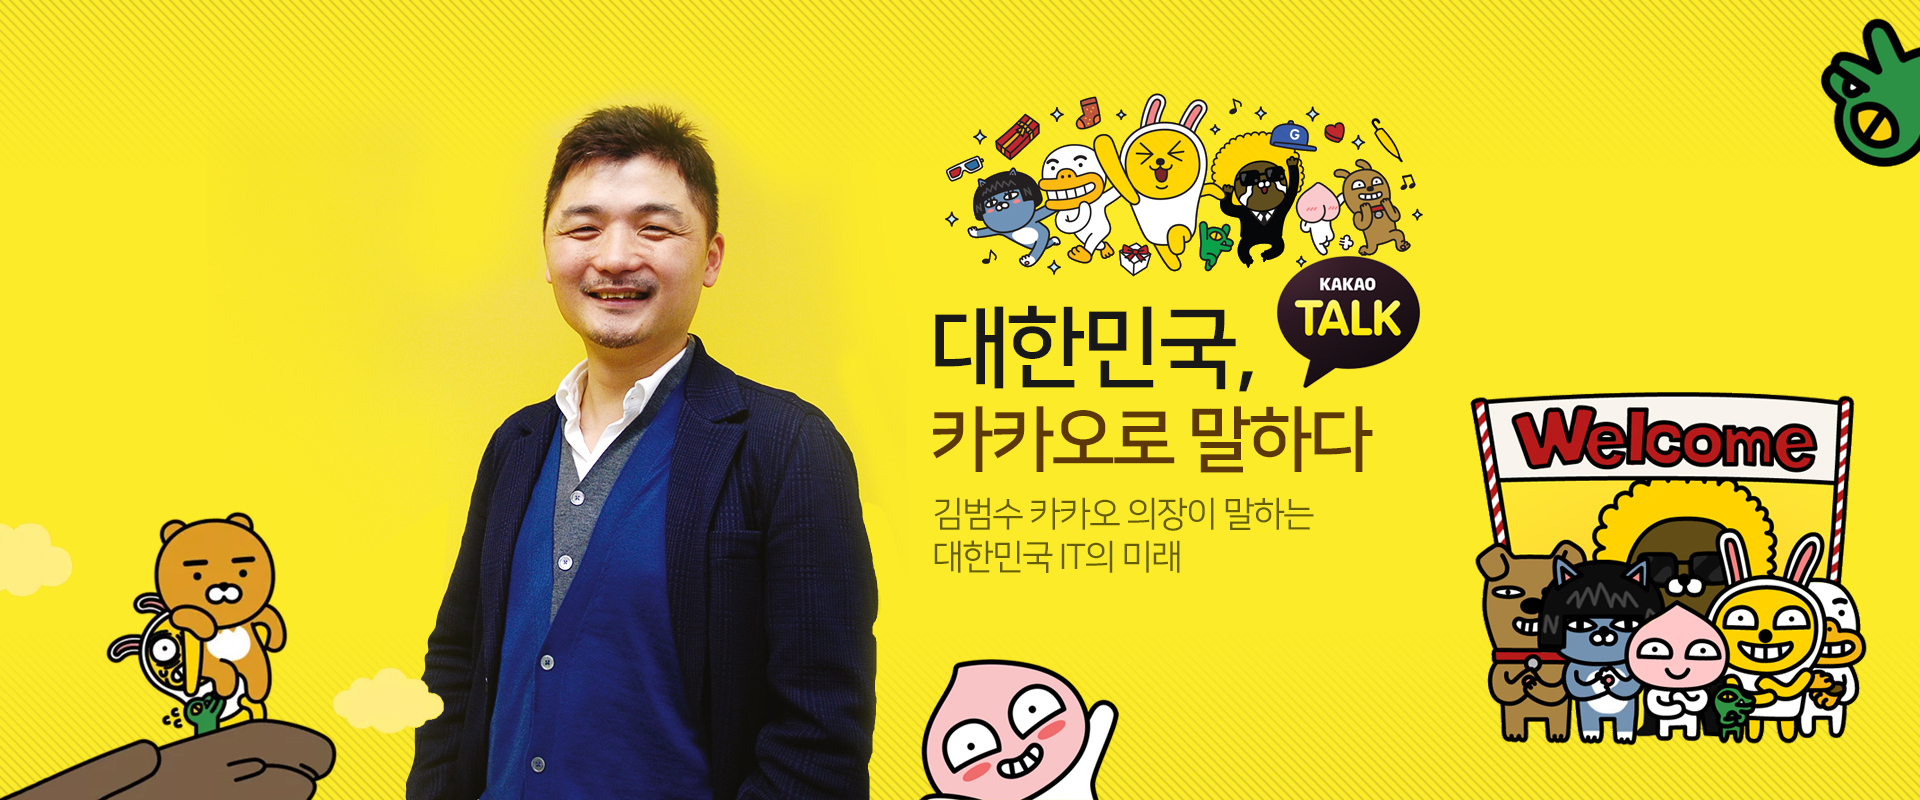 G
KAKAO
TALK
대한민국,
카카오로 말하다
김범수 카카오 의장이 말하는
대한민국 IT의 미래
Welcome